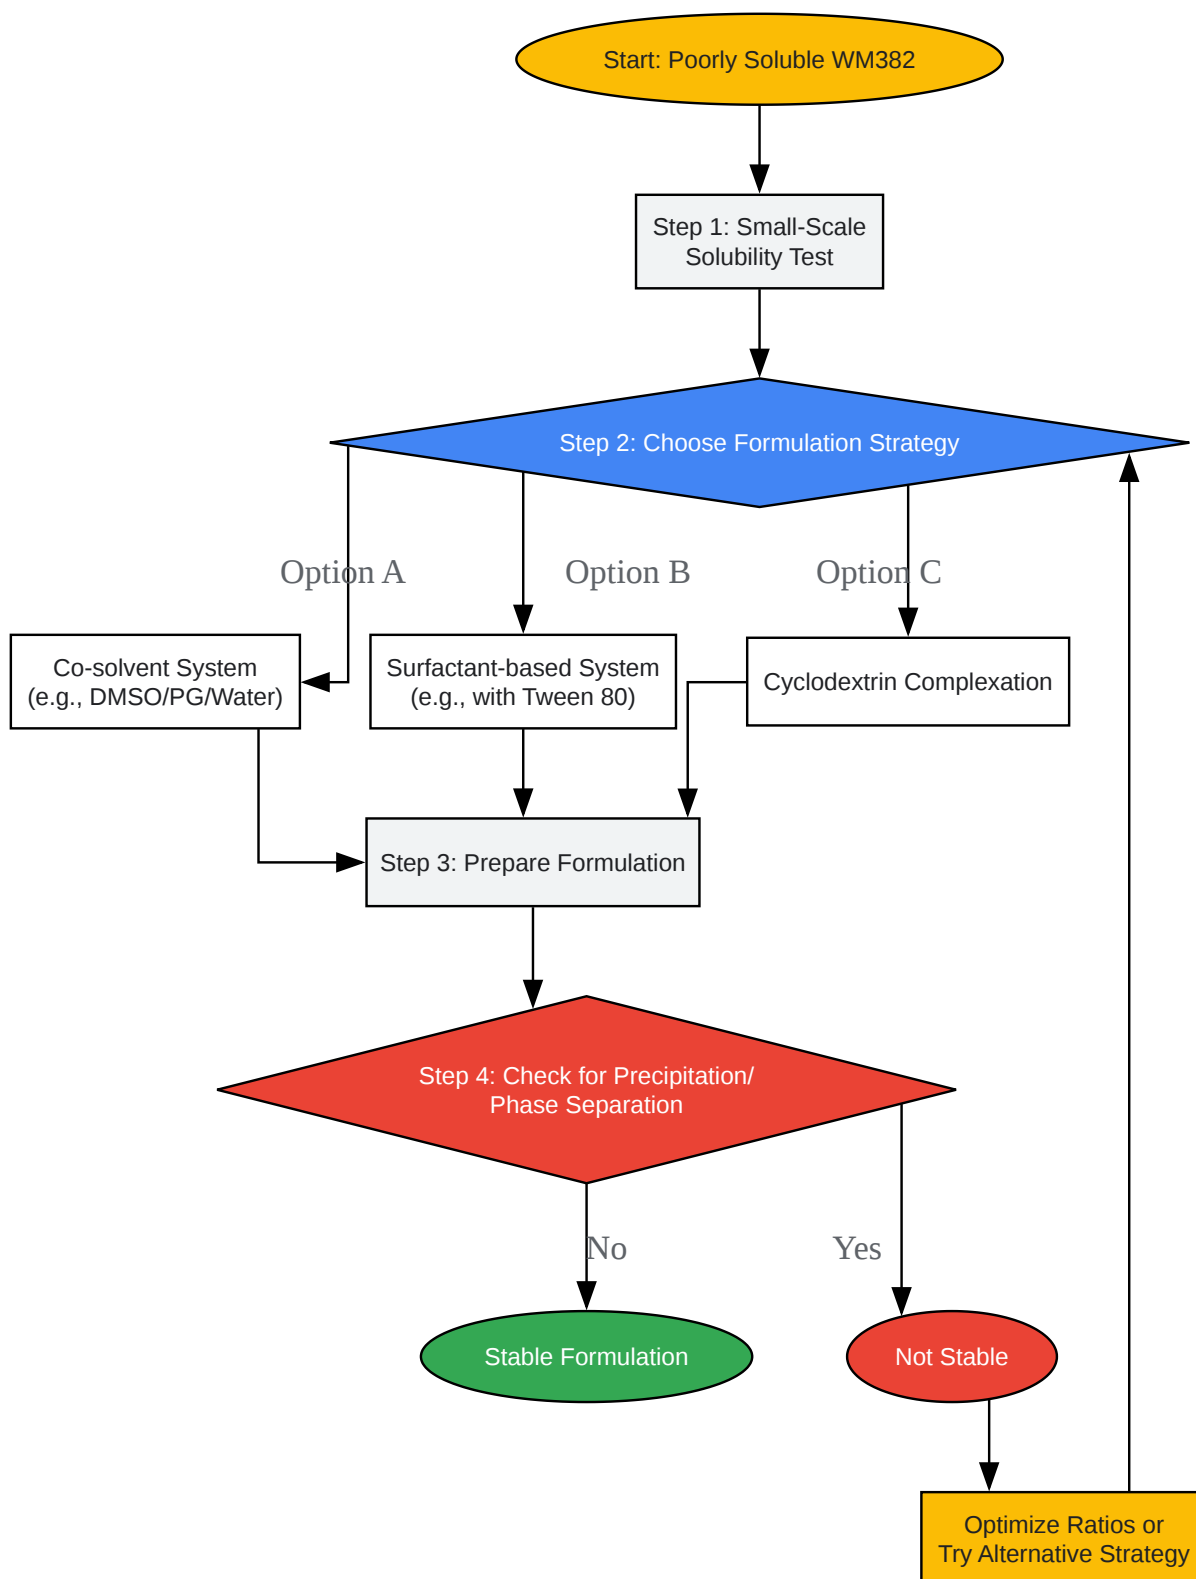 Start: Poorly Soluble WM382
Step 1: Small-Scale
Solubility Test
Step 2: Choose Formulation Strategy
Option A
Option B
Option C
Co-solvent System
(e.g., DMSO/PG/Water)
Surfactant-based System
(e.g., with Tween 80)
Cyclodextrin Complexation
Step 3: Prepare Formulation
Step 4: Check for Precipitation/
Phase Separation
No
Yes
Stable Formulation
Not Stable
Optimize Ratios or
Try Alternative Strategy